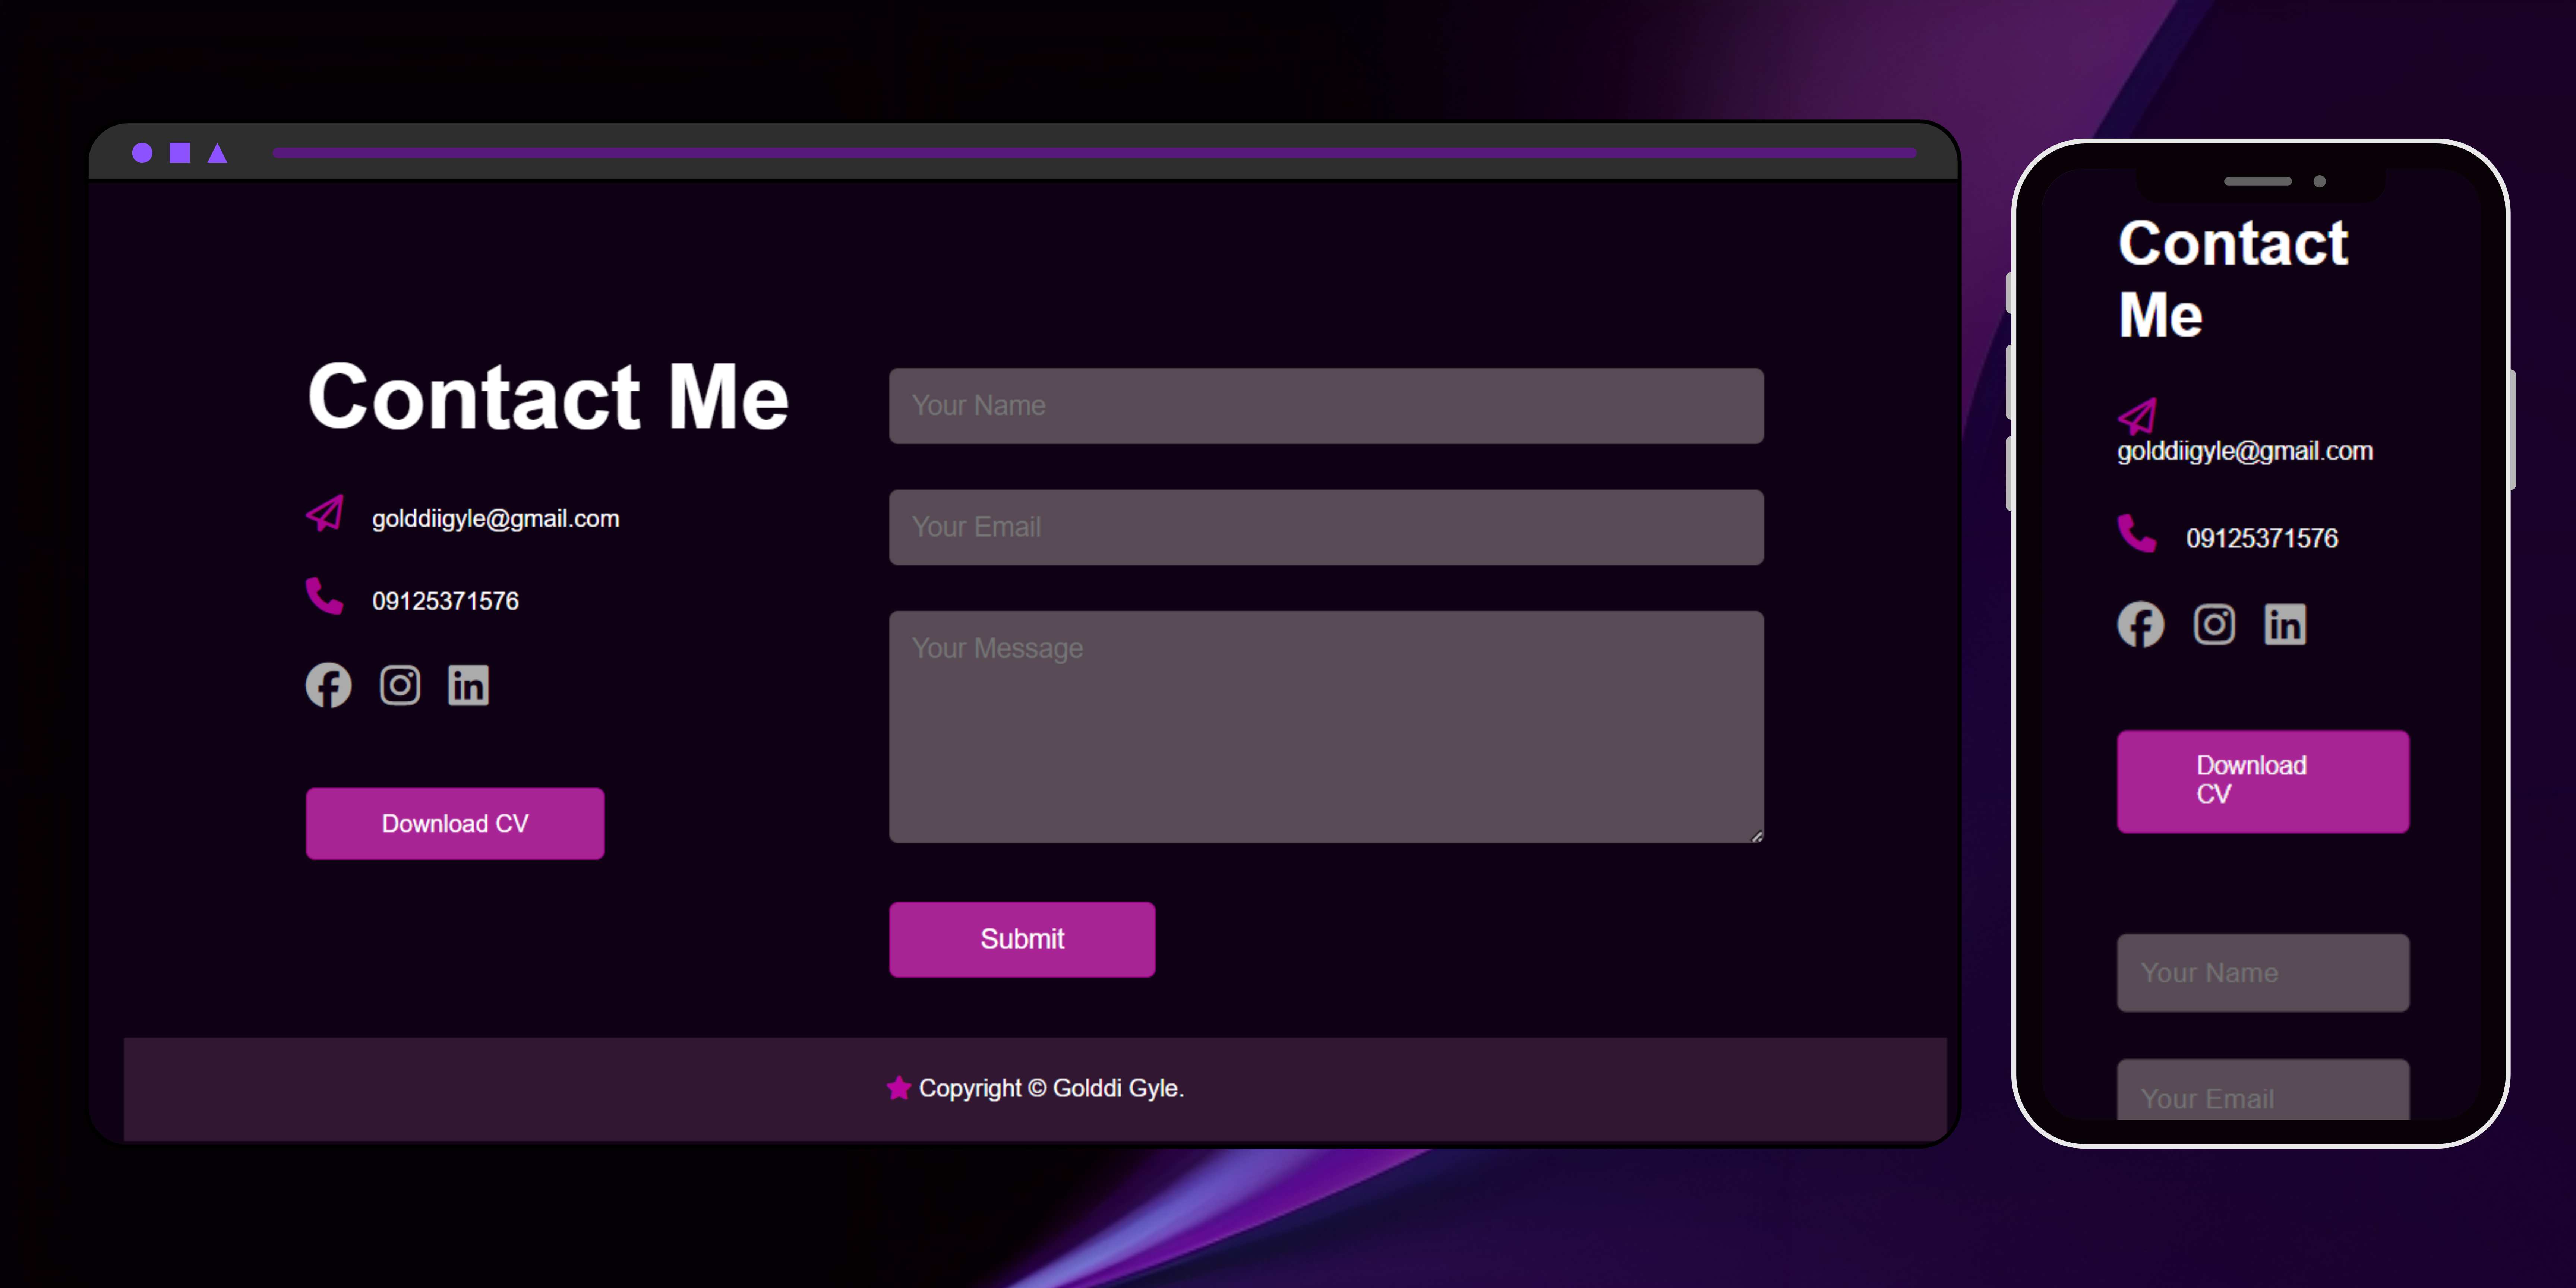 Contact Me
golddiigyle@gmail.com
09125371576
Download CV
Your Name
Your Email
Your Message
Submit
Copyright © Golddi Gyle.
Contact
Me
golddiigyle@gmail.com
09125371576
Download
CV
Your Name
Your Email